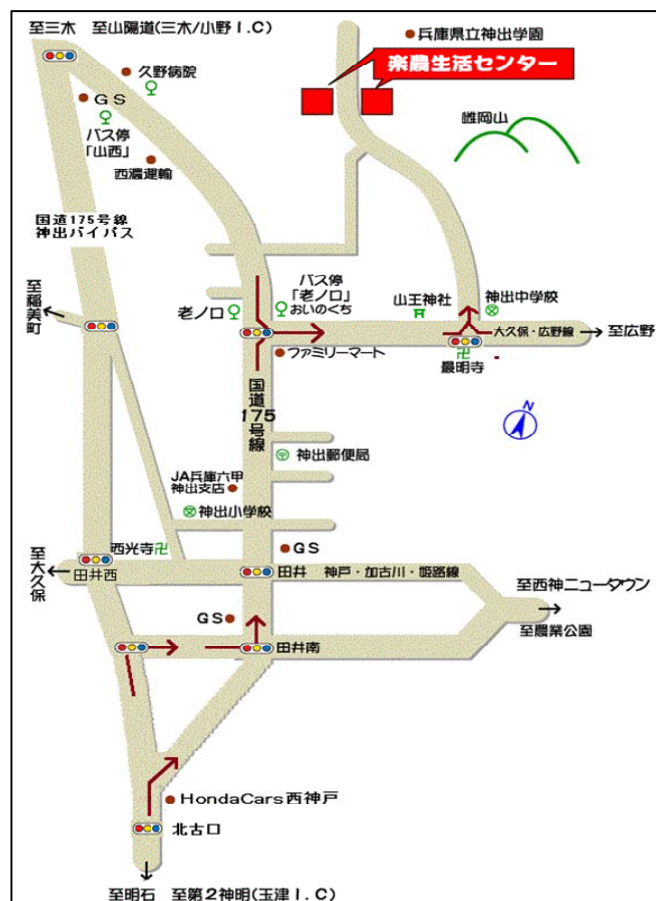 至三木 至山陽道(三木/小野I.C)
兵庫県立神出学園
楽農生活センター
久野病院
GS
バス停
「山西」
西濃運輸
雌岡山
国道175号線
神出バイパス
至稲美町
老ノ口
バス停
「老ノ口」
おいのくち
山王神社
神出中学校
大久保・広野線
至広野
ファミリーマート
最明寺
国道175号線
N
神出郵便局
JA兵庫六甲
神出支店
神出小学校
西光寺
GS
至大久保
田井西
田井
神戸・加古川・姫路線
至西神ニュータウン
GS
至農業公園
田井南
HondaCars西神戸
北古口
至明石 至第2神明(玉津I.C)